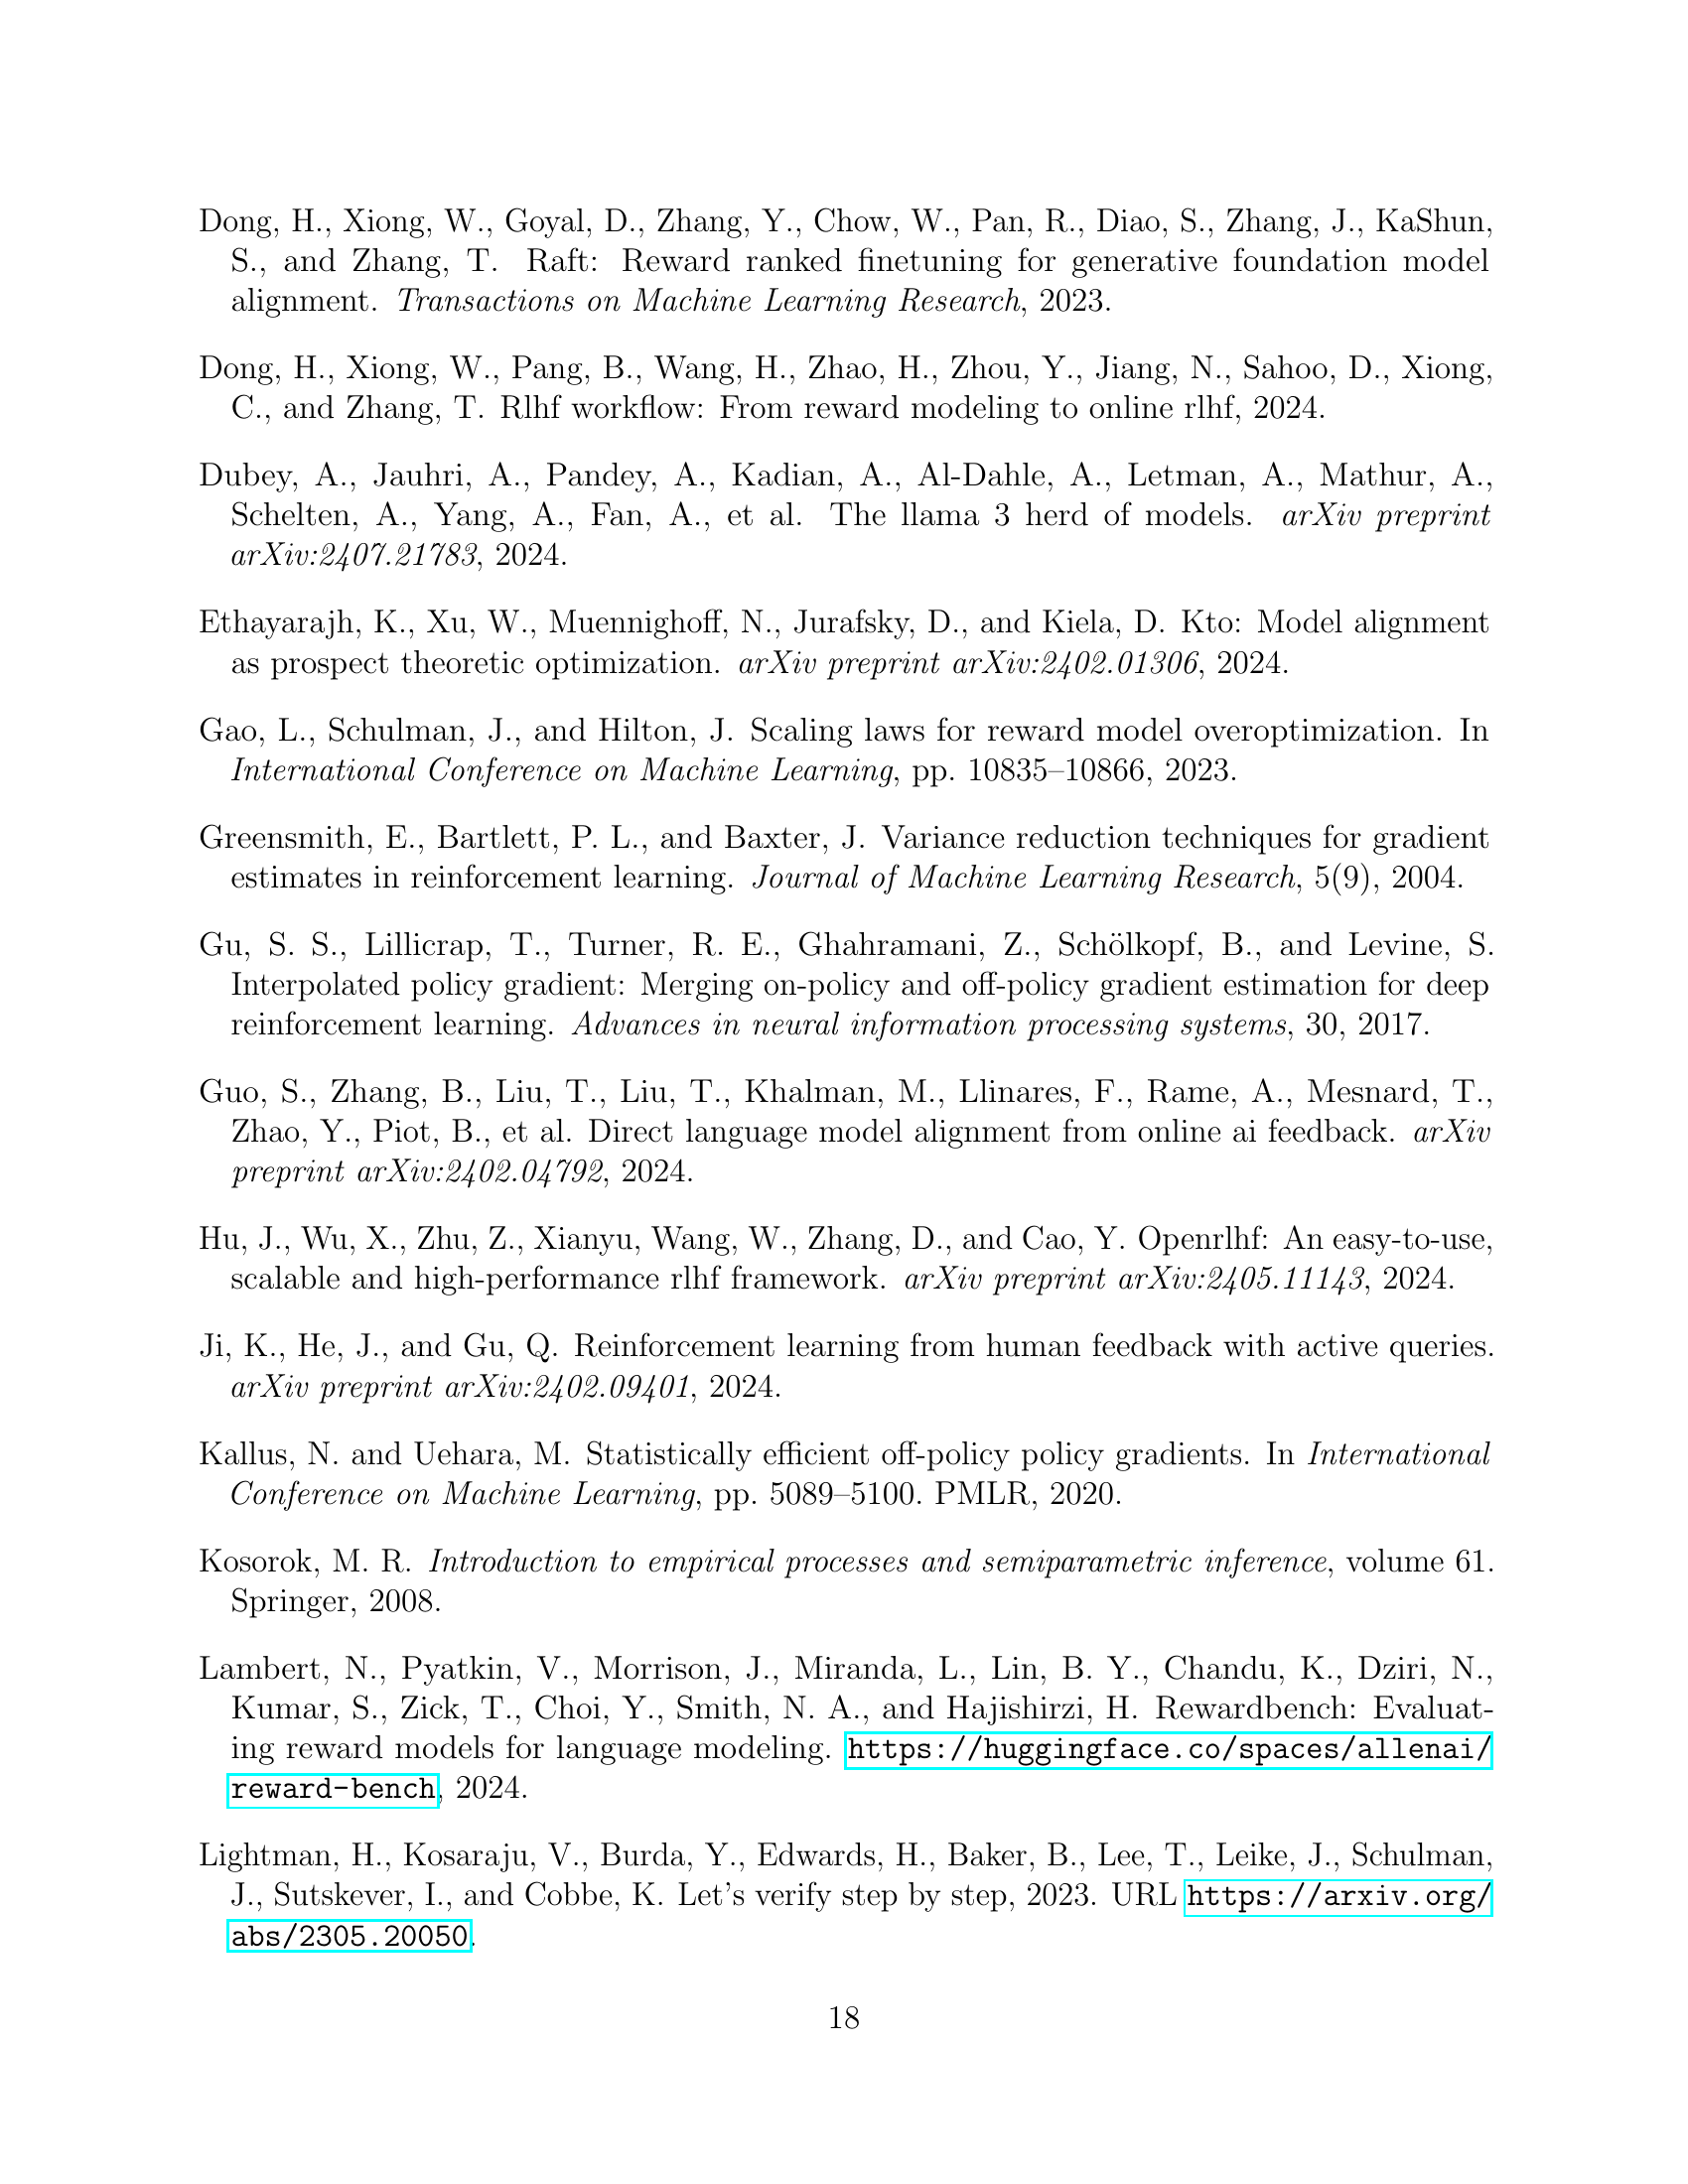 Dong, H., Xiong, W., Goyal, D., Zhang, Y., Chow, W., Pan, R., Diao, S., Zhang, J., KaShun,
S., and Zhang, T. Raft: Reward ranked finetuning for generative foundation model
alignment. Transactions on Machine Learning Research, 2023.
Dong, H., Xiong, W., Pang, B., Wang, H., Zhao, H., Zhou, Y., Jiang, N., Sahoo, D., Xiong,
C., and Zhang, T. Rlhf workflow: From reward modeling to online rlhf, 2024.
Dubey, A., Jauhri, A., Pandey, A., Kadian, A., Al-Dahle, A., Letman, A., Mathur, A.,
Schelten, A., Yang, A., Fan, A., et al. The llama 3 herd of models. arXiv preprint
arXiv:2407.21783, 2024.
Ethayarajh, K., Xu, W., Muennighoff, N., Jurafsky, D., and Kiela, D. Kto: Model alignment
as prospect theoretic optimization. arXiv preprint arXiv:2402.01306, 2024.
Gao, L., Schulman, J., and Hilton, J. Scaling laws for reward model overoptimization. In
International Conference on Machine Learning, pp. 10835–10866, 2023.
Greensmith, E., Bartlett, P. L., and Baxter, J. Variance reduction techniques for gradient
estimates in reinforcement learning. Journal of Machine Learning Research, 5(9), 2004.
Gu, S. S., Lillicrap, T., Turner, R. E., Ghahramani, Z., Schölkopf, B., and Levine, S.
Interpolated policy gradient: Merging on-policy and off-policy gradient estimation for deep
reinforcement learning. Advances in neural information processing systems, 30, 2017.
Guo, S., Zhang, B., Liu, T., Liu, T., Khalman, M., Llinares, F., Rame, A., Mesnard, T.,
Zhao, Y., Piot, B., et al. Direct language model alignment from online ai feedback. arXiv
preprint arXiv:2402.04792, 2024.
Hu, J., Wu, X., Zhu, Z., Xianyu, Wang, W., Zhang, D., and Cao, Y. Openrlhf: An easy-to-use,
scalable and high-performance rlhf framework. arXiv preprint arXiv:2405.11143, 2024.
Ji, K., He, J., and Gu, Q. Reinforcement learning from human feedback with active queries.
arXiv preprint arXiv:2402.09401, 2024.
Kallus, N. and Uehara, M. Statistically efficient off-policy policy gradients. In International
Conference on Machine Learning, pp. 5089–5100. PMLR, 2020.
Kosorok, M. R. Introduction to empirical processes and semiparametric inference, volume 61.
Springer, 2008.
Lambert, N., Pyatkin, V., Morrison, J., Miranda, L., Lin, B. Y., Chandu, K., Dziri, N.,
Kumar, S., Zick, T., Choi, Y., Smith, N. A., and Hajishirzi, H. Rewardbench: Evaluat-
ing reward models for language modeling. https://huggingface.co/spaces/allenai/
reward-bench, 2024.
Lightman, H., Kosaraju, V., Burda, Y., Edwards, H., Baker, B., Lee, T., Leike, J., Schulman,
J., Sutskever, I., and Cobbe, K. Let's verify step by step, 2023. URL https://arxiv.org/
abs/2305.20050.
18